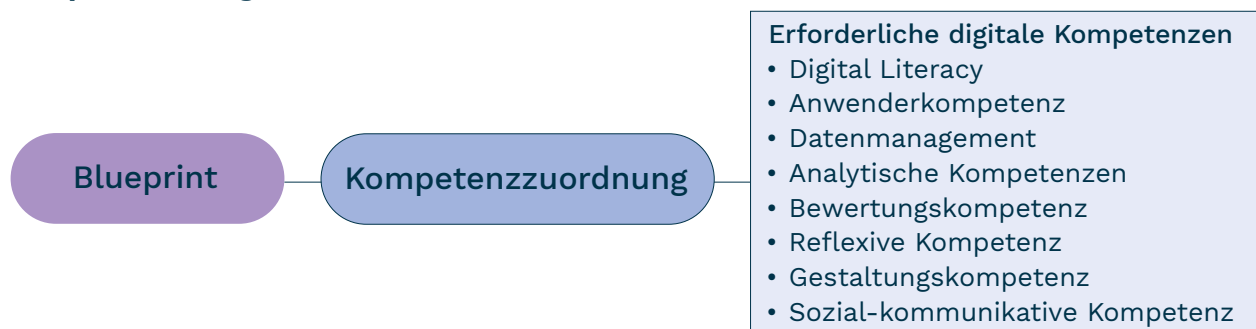 Blueprint
Kompetenzzuordnung
Erforderliche digitale Kompetenzen
• Digital Literacy
• Anwenderkompetenz
• Datenmanagement
• Analytische Kompetenzen
• Bewertungskompetenz
• Reflexive Kompetenz
• Gestaltungskompetenz
• Sozial-kommunikative Kompetenz